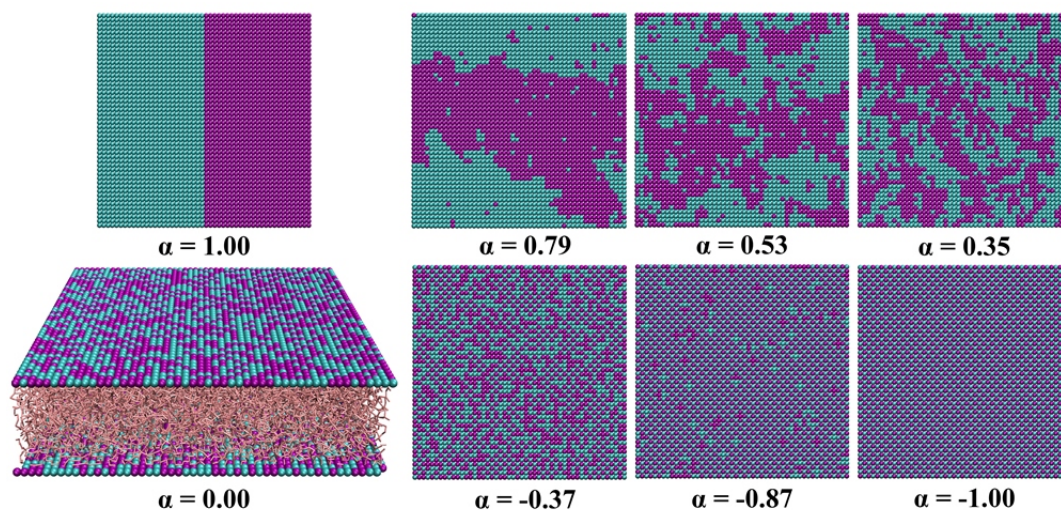 α = 1.00
α = 0.79
α = 0.53
α = 0.35
α = 0.00
α = -0.37
α = -0.87
α = -1.00